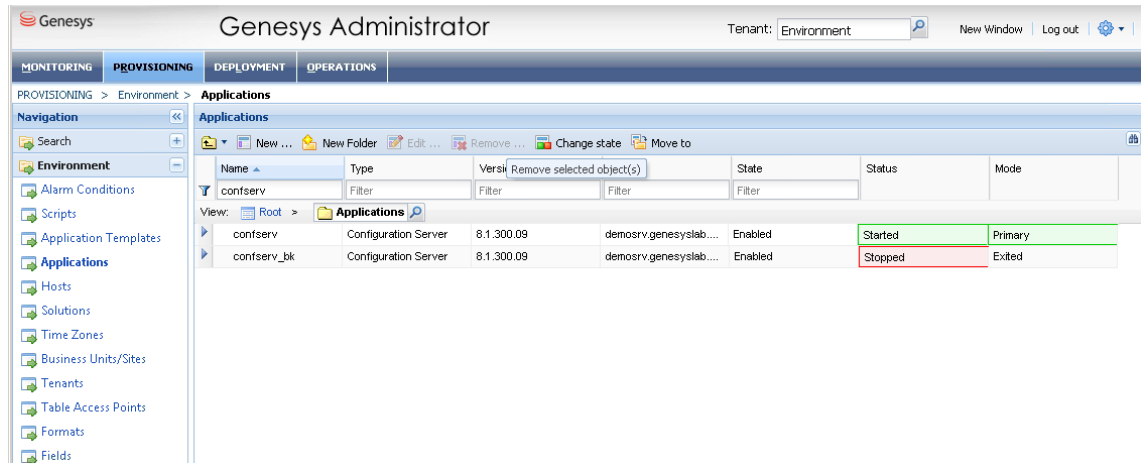 Genesys Genesys Administrator Tenant: Environment New Window Log out
MONITORING PROVISIONING DEPLOYMENT OPERATIONS
PROVISIONING > Environment > Applications
Navigation Applications
Search New ... New Folder Edit ... Remove ... Change state Move to
Environment Name Type Remove selected object(s) State Status Mode
Alarm Conditions confserv Filter Filter Filter Filter
Scripts View: Root > Applications
Application Templates confserv Configuration Server 8.1.300.09 demosrv.genesyslab.... Enabled Started Primary
Applications confserv_bk Configuration Server 8.1.300.09 demosrv.genesyslab.... Enabled Stopped Exited
Hosts
Solutions
Time Zones
Business Units/Sites
Tenants
Table Access Points
Formats
Fields